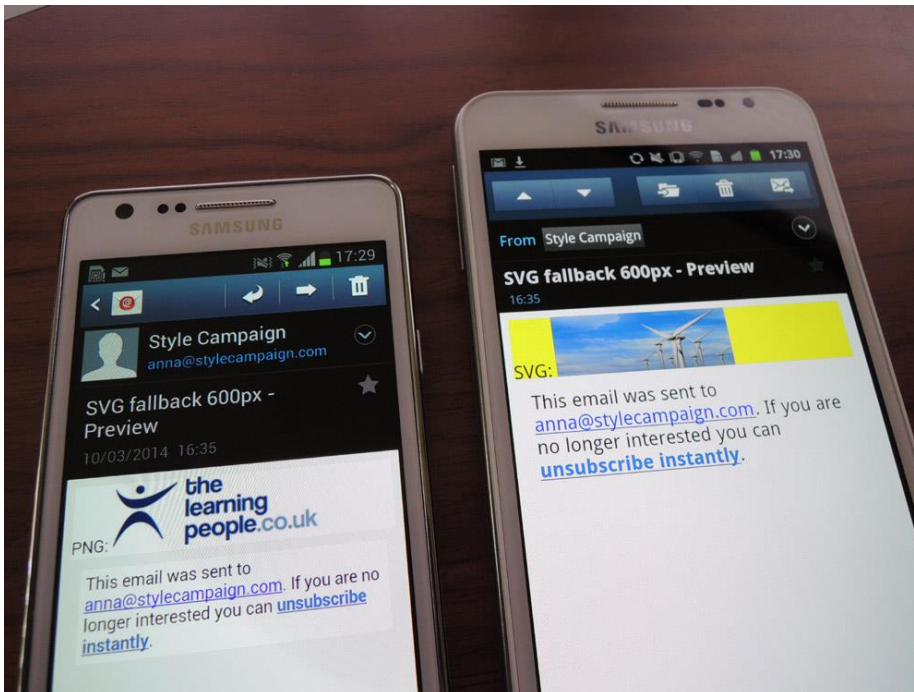 SAMSUNG
17:29
Style Campaign
anna@stylecampaign.com
SVG fallback 600px -
Preview
10/03/2014 16:35
the
learning
people.co.uk
PNG:
This email was sent to
anna@stylecampaign.com. If you are no
longer interested you can unsubscribe
instantly.
SAMSUNG
17:30
From Style Campaign
SVG fallback 600px - Preview
16:35
SVG:
This email was sent to
anna@stylecampaign.com. If you are
no longer interested you can
unsubscribe instantly.